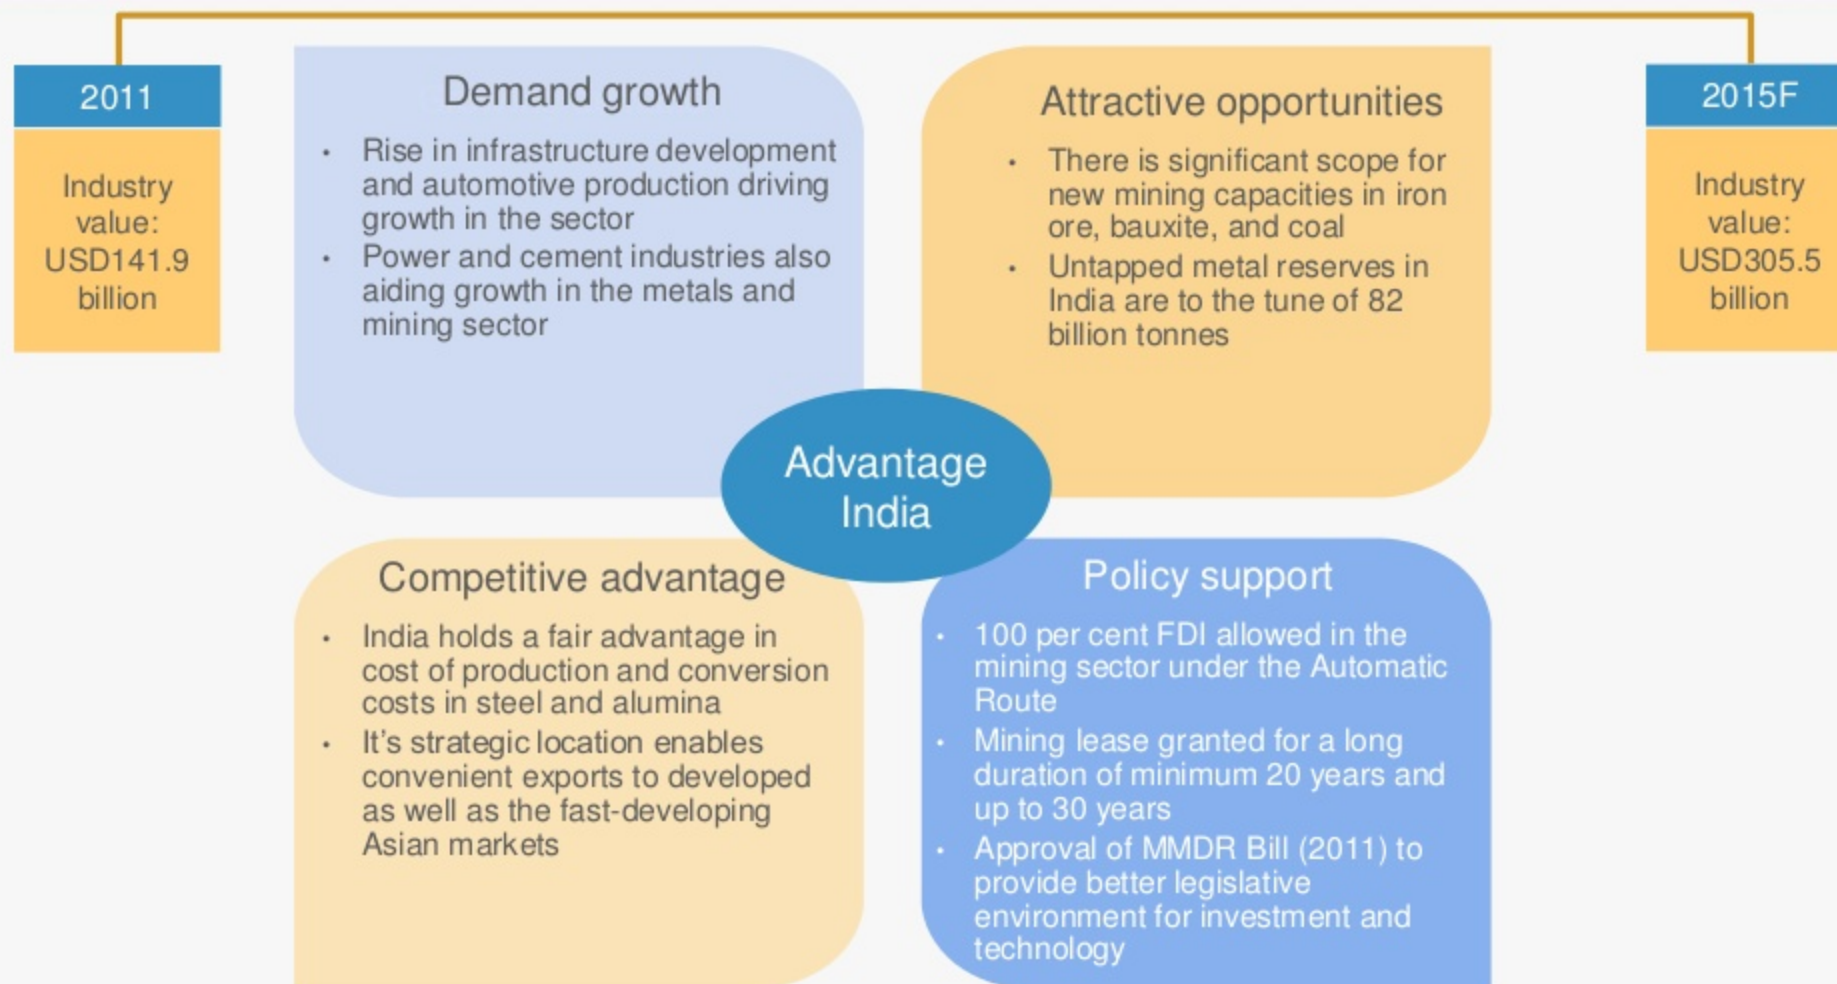 2011
Industry
value:
USD141.9
billion
Demand growth
• Rise in infrastructure development
and automotive production driving
growth in the sector
• Power and cement industries also
aiding growth in the metals and
mining sector
Attractive opportunities
• There is significant scope for
new mining capacities in iron
ore, bauxite, and coal
• Untapped metal reserves in
India are to the tune of 82
billion tonnes
2015F
Industry
value:
USD305.5
billion
Advantage
India
Competitive advantage
• India holds a fair advantage in
cost of production and conversion
costs in steel and alumina
• It’s strategic location enables
convenient exports to developed
as well as the fast-developing
Asian markets
Policy support
• 100 per cent FDI allowed in the
mining sector under the Automatic
Route
• Mining lease granted for a long
duration of minimum 20 years and
up to 30 years
• Approval of MMDR Bill (2011) to
provide better legislative
environment for investment and
technology